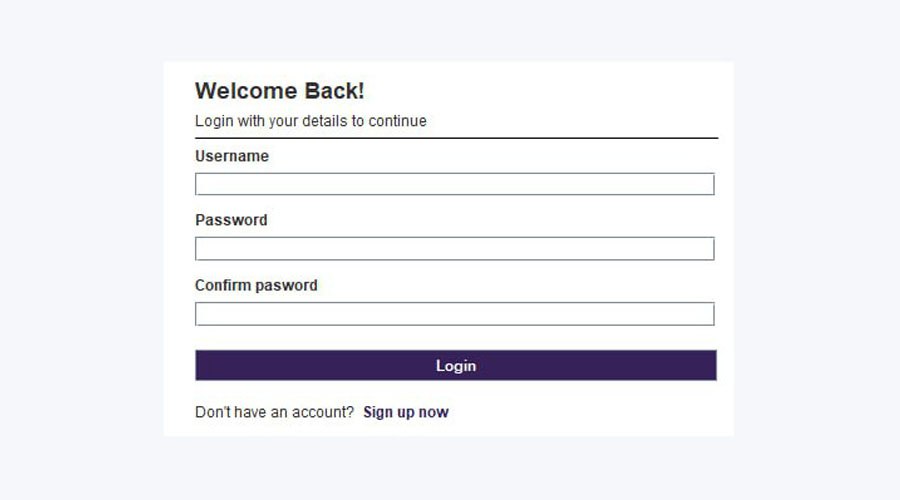 Welcome Back!
Login with your details to continue
Username
Password
Confirm pasword
Login
Don't have an account? Sign up now